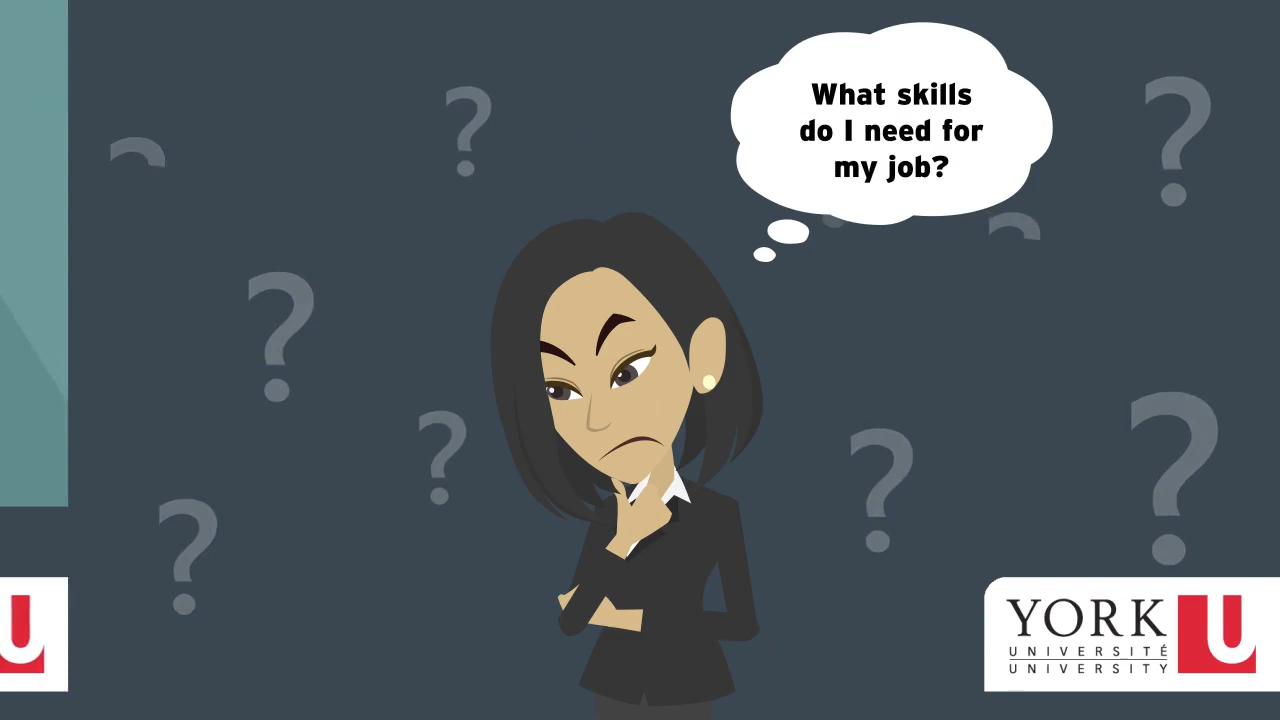 What skills
do I need for
my job?
YORK U
UNIVERSITÉ
UNIVERSITY
U